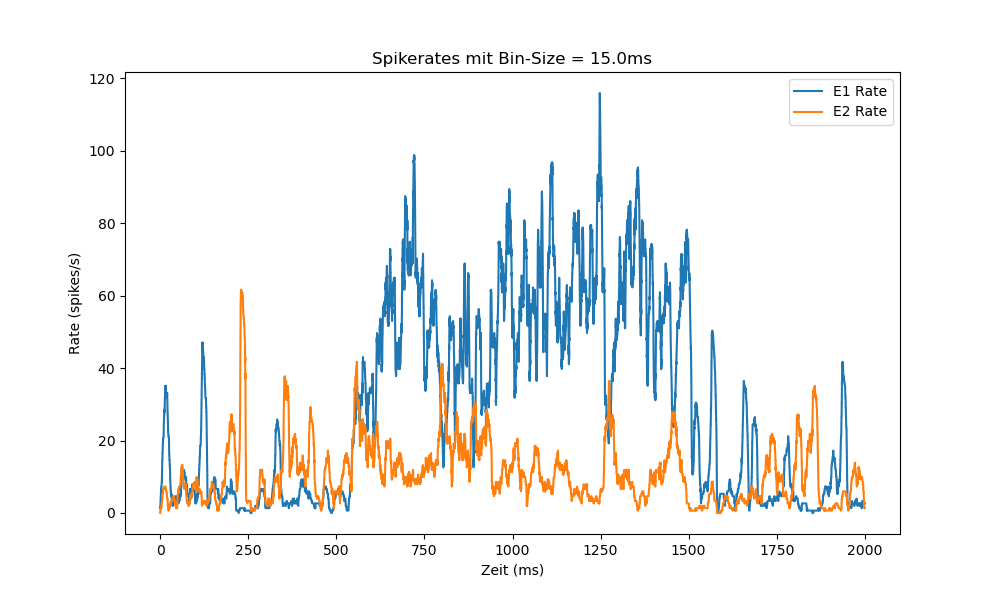 Spikerates mit Bin-Size = 15.0ms
120
100
80
60
40
20
0
Rate (spikes/s)
E1 Rate
E2 Rate
0 250 500 750 1000 1250 1500 1750 2000
Zeit (ms)